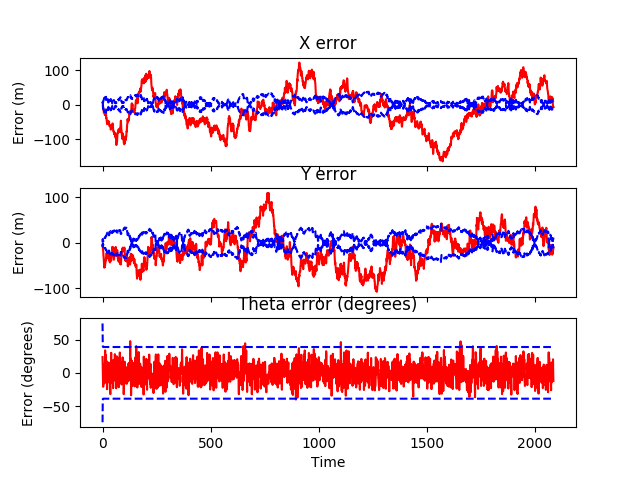 X error
100
0
−100
Error (m)
Y error
100
0
−100
Error (m)
Theta error (degrees)
50
0
−50
Error (degrees)
0 500 1000 1500 2000
Time